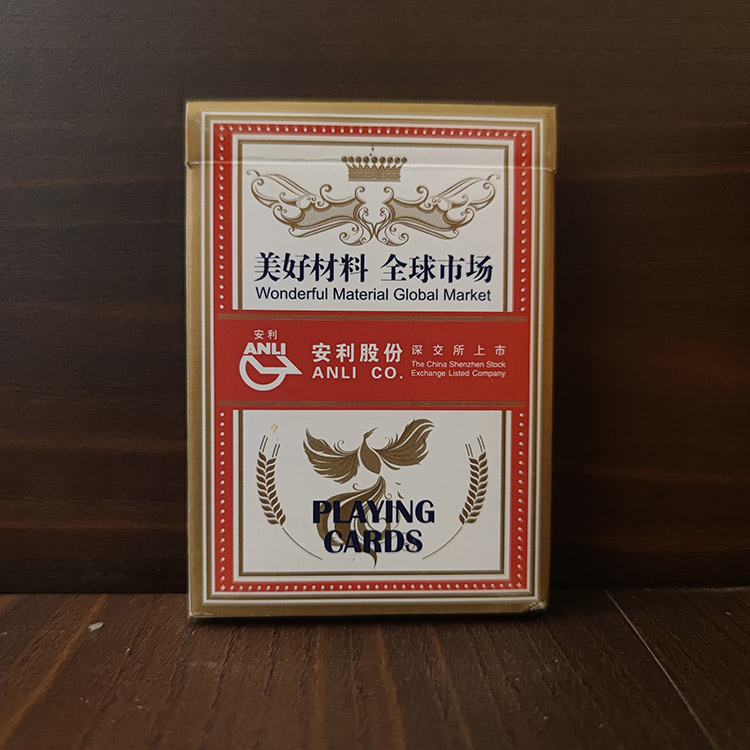 美好材料 全球市场
Wonderful Material Global Market
安利
ANLI
安利股份
ANLI CO.
深交所上市
The China Shenzhen Stock
Exchange Listed Company
PLAYING
CARDS